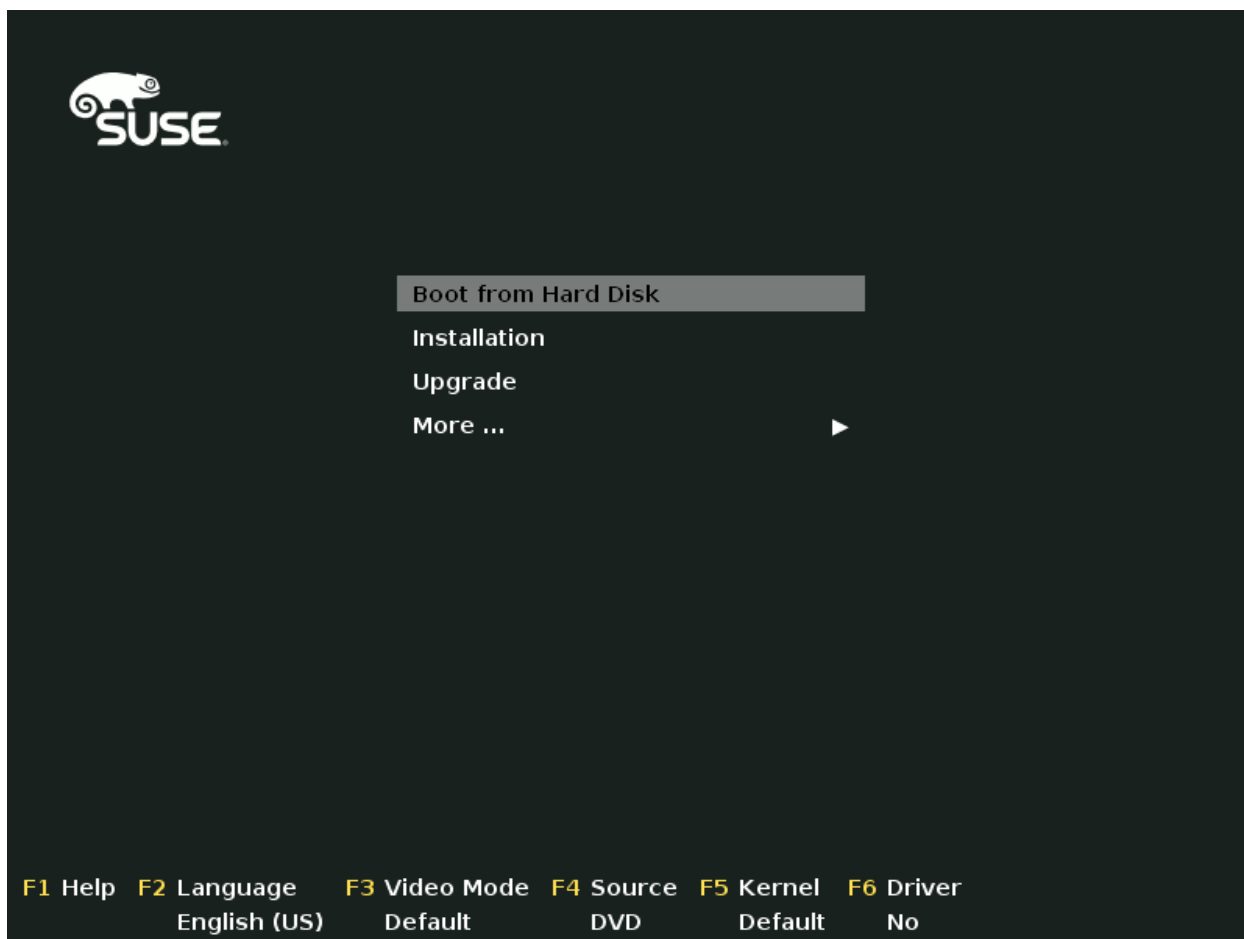 SUSE.
Boot from Hard Disk
Installation
Upgrade
More ...
F1 Help F2 Language F3 Video Mode F4 Source F5 Kernel F6 Driver
English (US) Default DVD Default No